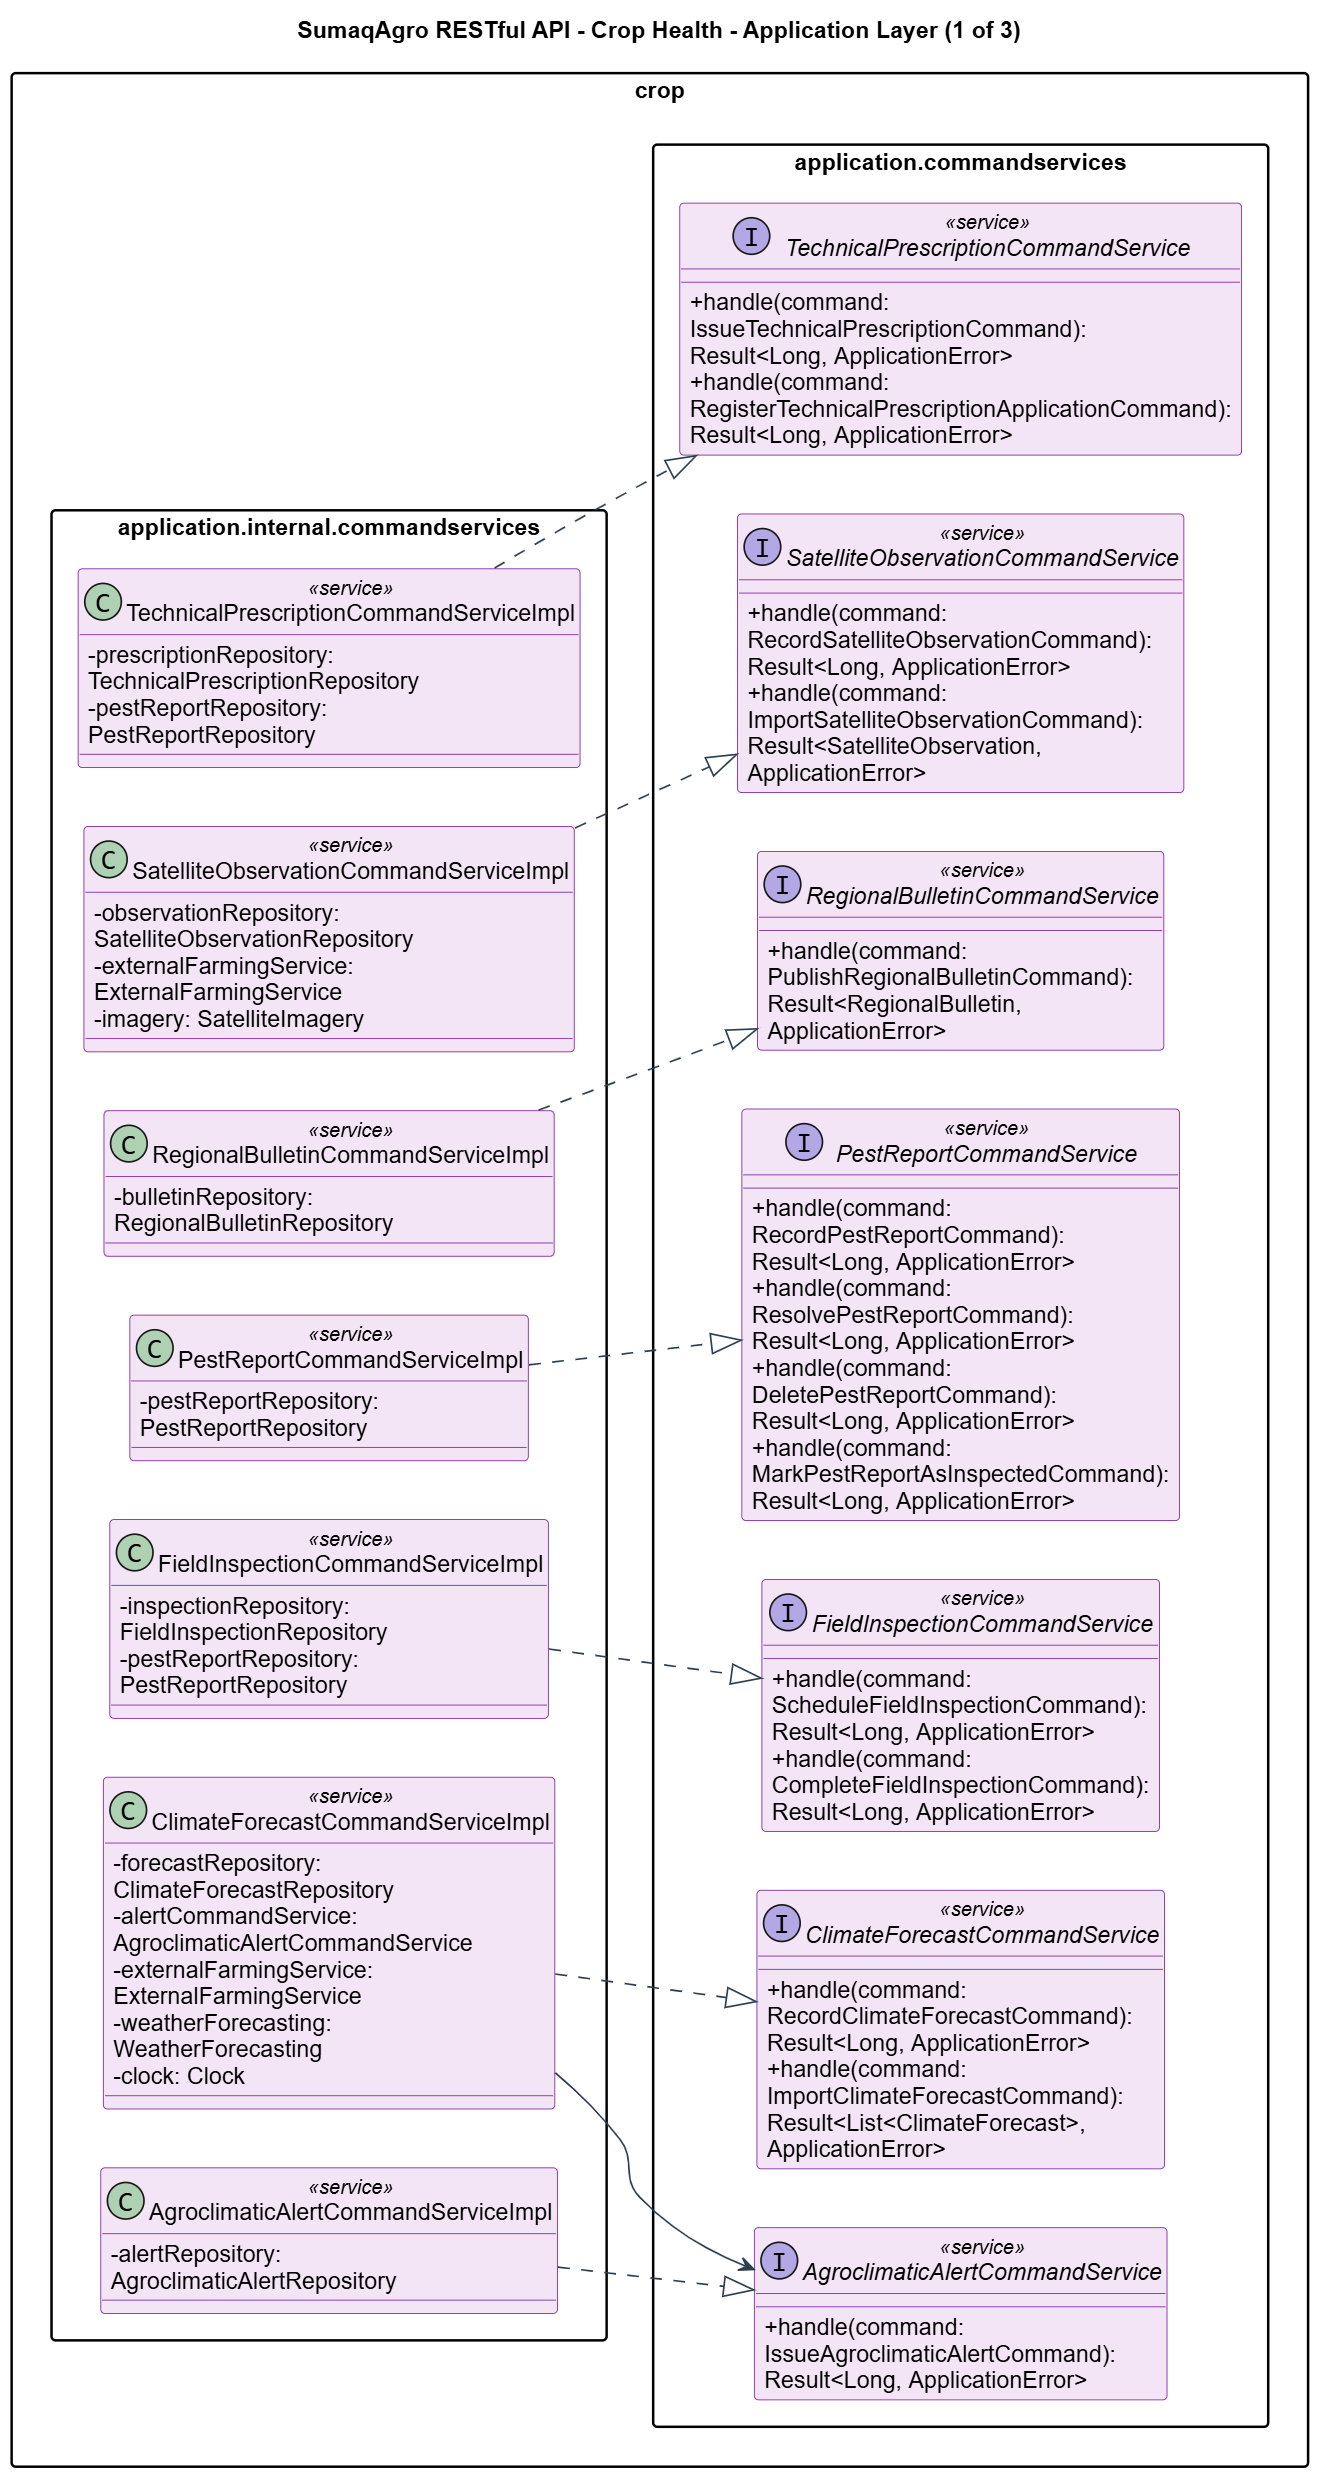 SumaqAgro RESTful API - Crop Health - Application Layer (1 of 3)
crop
application.commandservices
«service»
I
TechnicalPrescriptionCommandService
+handle(command:
IssueTechnicalPrescriptionCommand):
Result<Long, ApplicationError>
+handle(command:
RegisterTechnicalPrescriptionApplicationCommand):
Result<Long, ApplicationError>
«service»
I
SatelliteObservationCommandService
+handle(command:
RecordSatelliteObservationCommand):
Result<Long, ApplicationError>
+handle(command:
ImportSatelliteObservationCommand):
Result<SatelliteObservation,
ApplicationError>
«service»
I
RegionalBulletinCommandService
+handle(command:
PublishRegionalBulletinCommand):
Result<RegionalBulletin,
ApplicationError>
«service»
I
PestReportCommandService
+handle(command:
RecordPestReportCommand):
Result<Long, ApplicationError>
+handle(command:
ResolvePestReportCommand):
Result<Long, ApplicationError>
+handle(command:
DeletePestReportCommand):
Result<Long, ApplicationError>
+handle(command:
MarkPestReportAsInspectedCommand):
Result<Long, ApplicationError>
«service»
I
FieldInspectionCommandService
+handle(command:
ScheduleFieldInspectionCommand):
Result<Long, ApplicationError>
+handle(command:
CompleteFieldInspectionCommand):
Result<Long, ApplicationError>
«service»
I
ClimateForecastCommandService
+handle(command:
RecordClimateForecastCommand):
Result<Long, ApplicationError>
+handle(command:
ImportClimateForecastCommand):
Result<List<ClimateForecast>,
ApplicationError>
«service»
I
AgroclimaticAlertCommandService
+handle(command:
IssueAgroclimaticAlertCommand):
Result<Long, ApplicationError>
application.internal.commandservices
«service»
C
TechnicalPrescriptionCommandServiceImpl
-prescriptionRepository:
TechnicalPrescriptionRepository
-pestReportRepository:
PestReportRepository
«service»
C
SatelliteObservationCommandServiceImpl
-observationRepository:
SatelliteObservationRepository
-externalFarmingService:
ExternalFarmingService
-imagery: SatelliteImagery
«service»
C
RegionalBulletinCommandServiceImpl
-bulletinRepository:
RegionalBulletinRepository
«service»
C
PestReportCommandServiceImpl
-pestReportRepository:
PestReportRepository
«service»
C
FieldInspectionCommandServiceImpl
-inspectionRepository:
FieldInspectionRepository
-pestReportRepository:
PestReportRepository
«service»
C
ClimateForecastCommandServiceImpl
-forecastRepository:
ClimateForecastRepository
-alertCommandService:
AgroclimaticAlertCommandService
-externalFarmingService:
ExternalFarmingService
-weatherForecasting:
WeatherForecasting
-clock: Clock
«service»
C
AgroclimaticAlertCommandServiceImpl
-alertRepository:
AgroclimaticAlertRepository